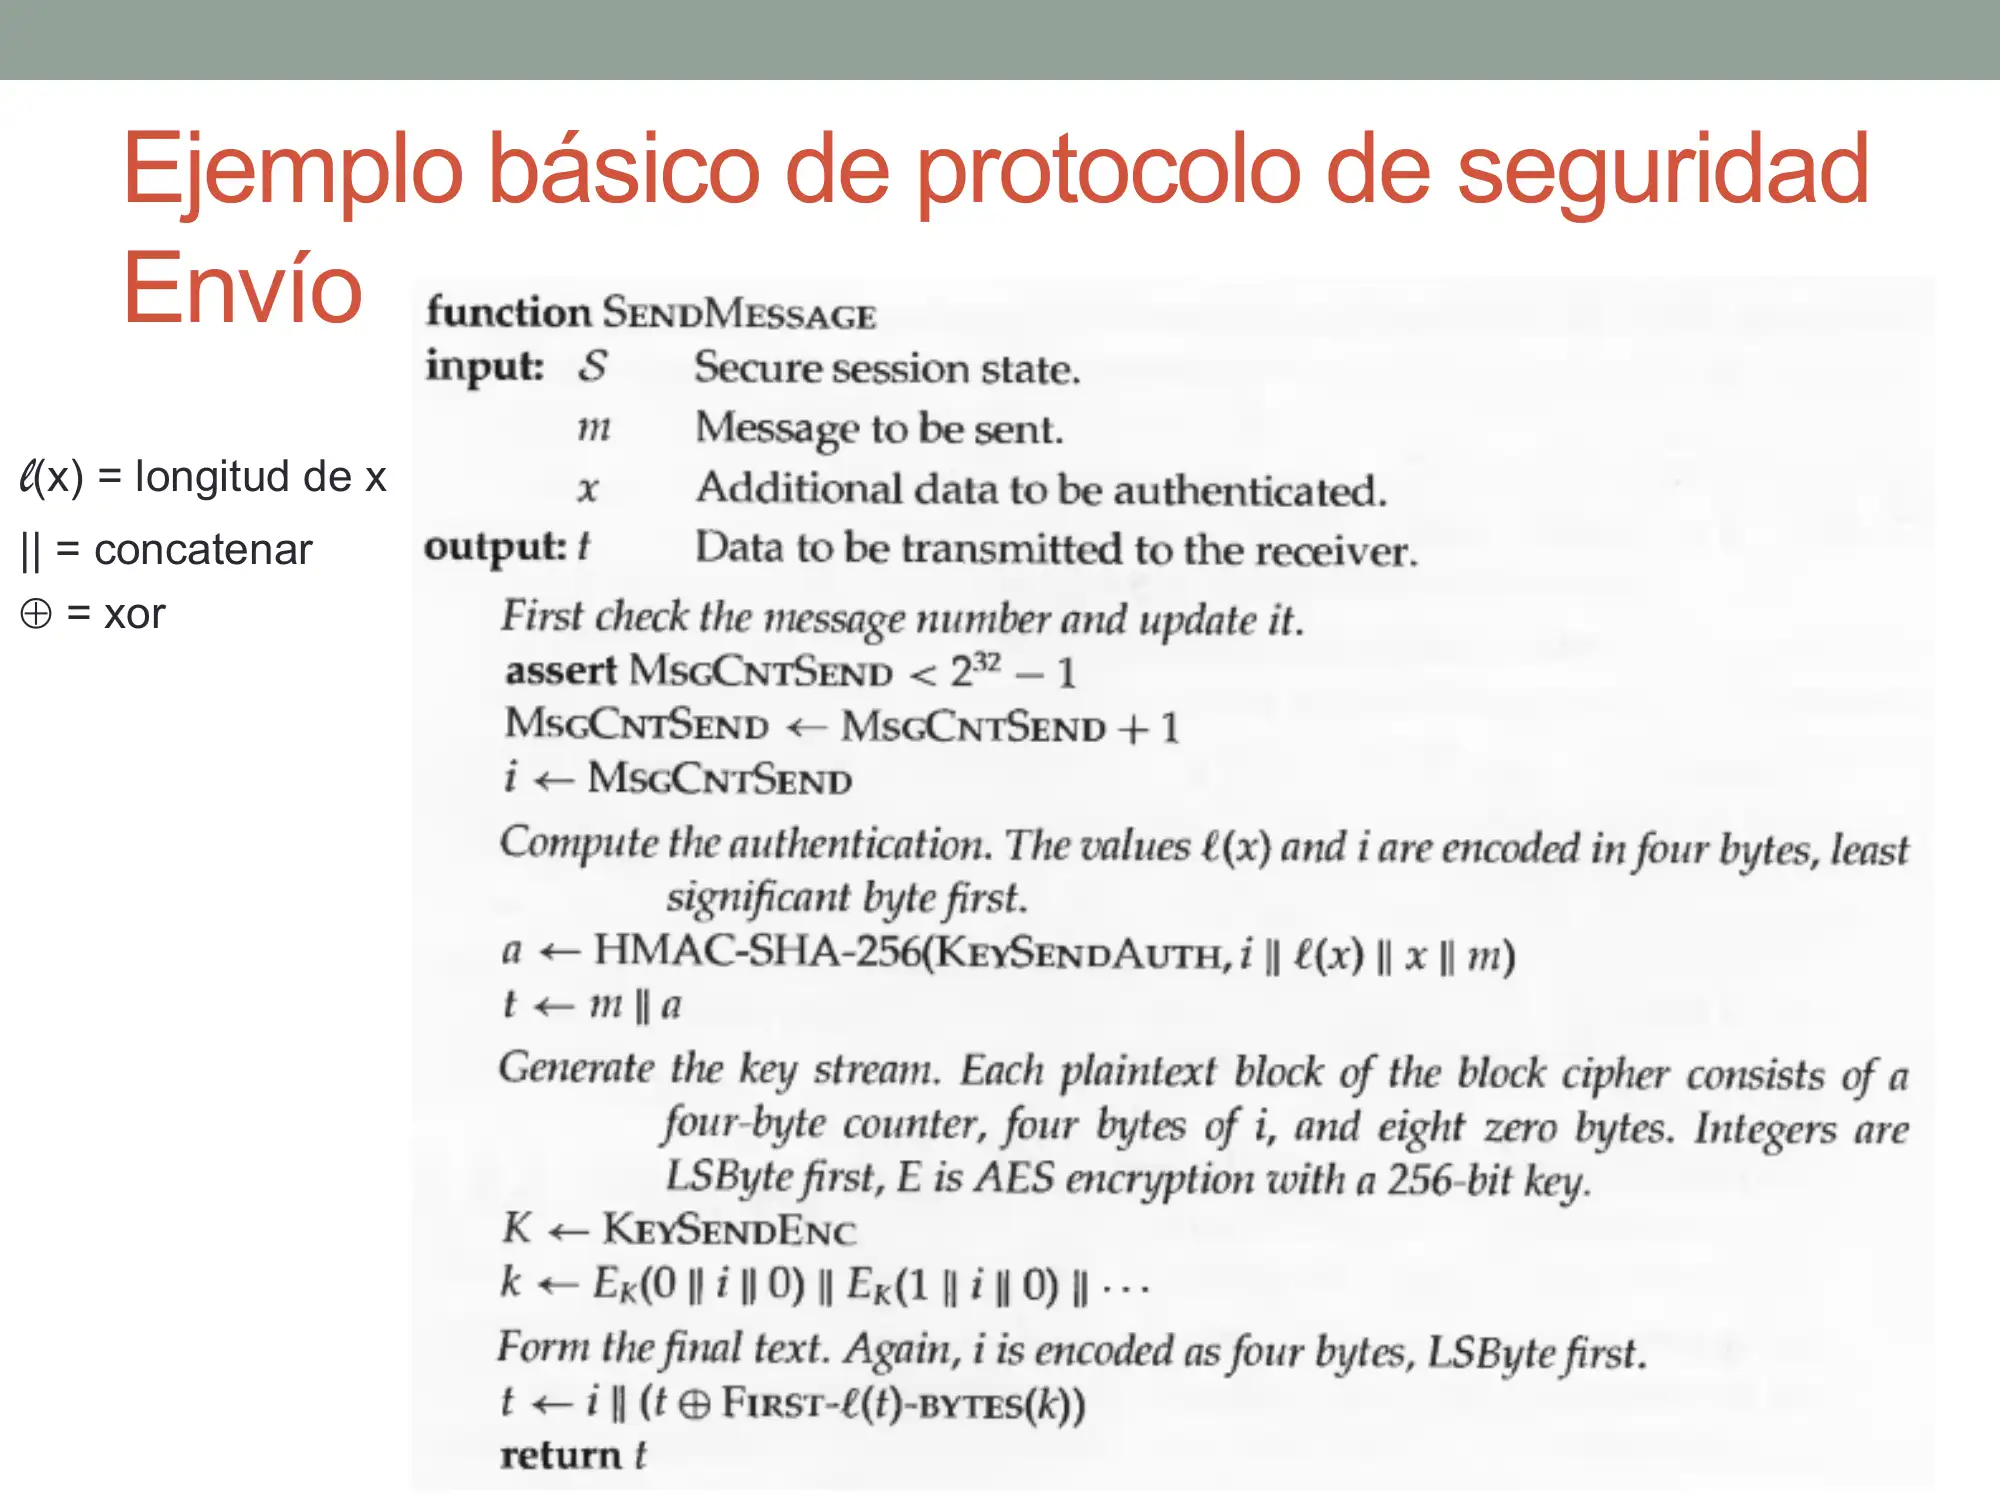 Ejemplo básico de protocolo de seguridad
Envío
ℓ(x) = longitud de x
|| = concatenar
⊕ = xor
function SENDMESSAGE
input: S Secure session state.
m Message to be sent.
x Additional data to be authenticated.
output: t Data to be transmitted to the receiver.
First check the message number and update it.
assert MSGCNTSEND < 2³² − 1
MSGCNTSEND ← MSGCNTSEND + 1
i ← MSGCNTSEND
Compute the authentication. The values ℓ(x) and i are encoded in four bytes, least
significant byte first.
a ← HMAC-SHA-256(KEYSENDAUTH, i ∥ ℓ(x) ∥ x ∥ m)
t ← m ∥ a
Generate the key stream. Each plaintext block of the block cipher consists of a
four-byte counter, four bytes of i, and eight zero bytes. Integers are
LSByte first, E is AES encryption with a 256-bit key.
K ← KEYSENDENC
k ← E_K(0 ∥ i ∥ 0) ∥ E_K(1 ∥ i ∥ 0) ∥ ···
Form the final text. Again, i is encoded as four bytes, LSByte first.
t ← i ∥ (t ⊕ FIRST-ℓ(t)-BYTES(k))
return t